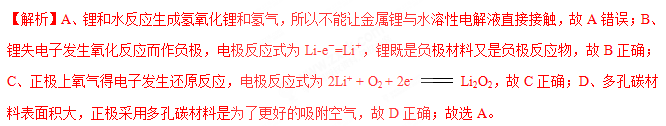 【解析】A、锂和水反应生成氢氧化锂和氢气，所以不能让金属锂与水溶性电解液直接接触，故 A 错误；B、
锂失电子发生氧化反应而作负极，电极反应式为 Li-e⁻=Li⁺，锂既是负极材料又是负极反应物，故 B 正确；
C、正极上氧气得电子发生还原反应，电极反应式为 2Li⁺ + O₂ + 2e⁻ ═══ Li₂O₂，故 C 正确；D、多孔碳材
料表面积大，正极采用多孔碳材料是为了更好的吸附空气，故 D 正确；故选 A。